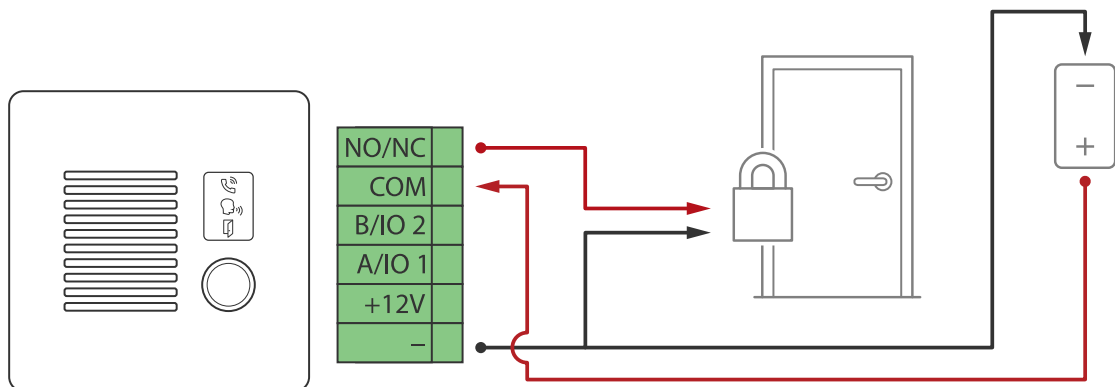 NO/NC
COM
B/IO 2
A/IO 1
+12V
–
–
+